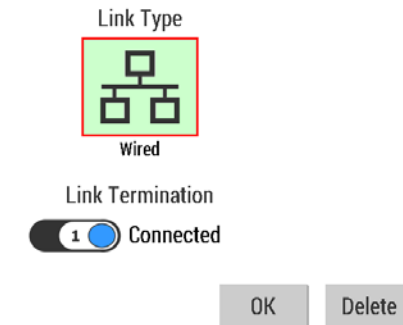 Link Type
Wired
Link Termination
1 Connected
OK Delete